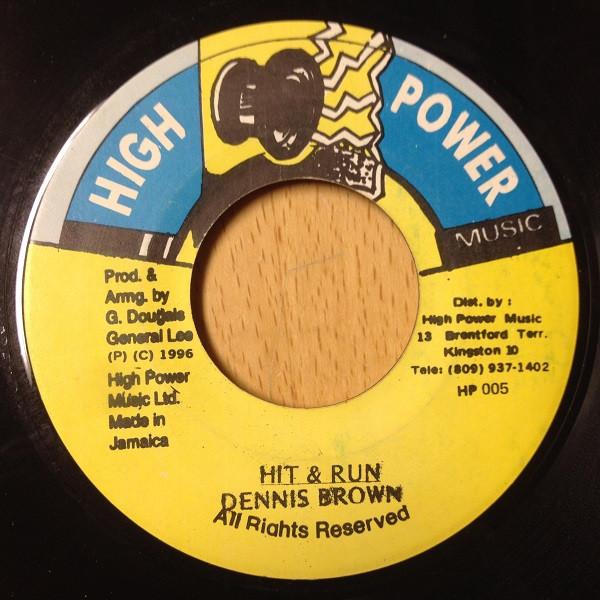 HIGH POWER
MUSIC
Prod. &
Arrng. by
G. Douglals
General Lee
(P) (C) 1996
High Power
Music Ltd.
Made in
Jamaica
Dist. by :
High Power Music
13 Brentford Terr.
Kingston 10
Tele: (809) 937-1402
HP 005
HIT & RUN
DENNIS BROWN
All Rights Reserved